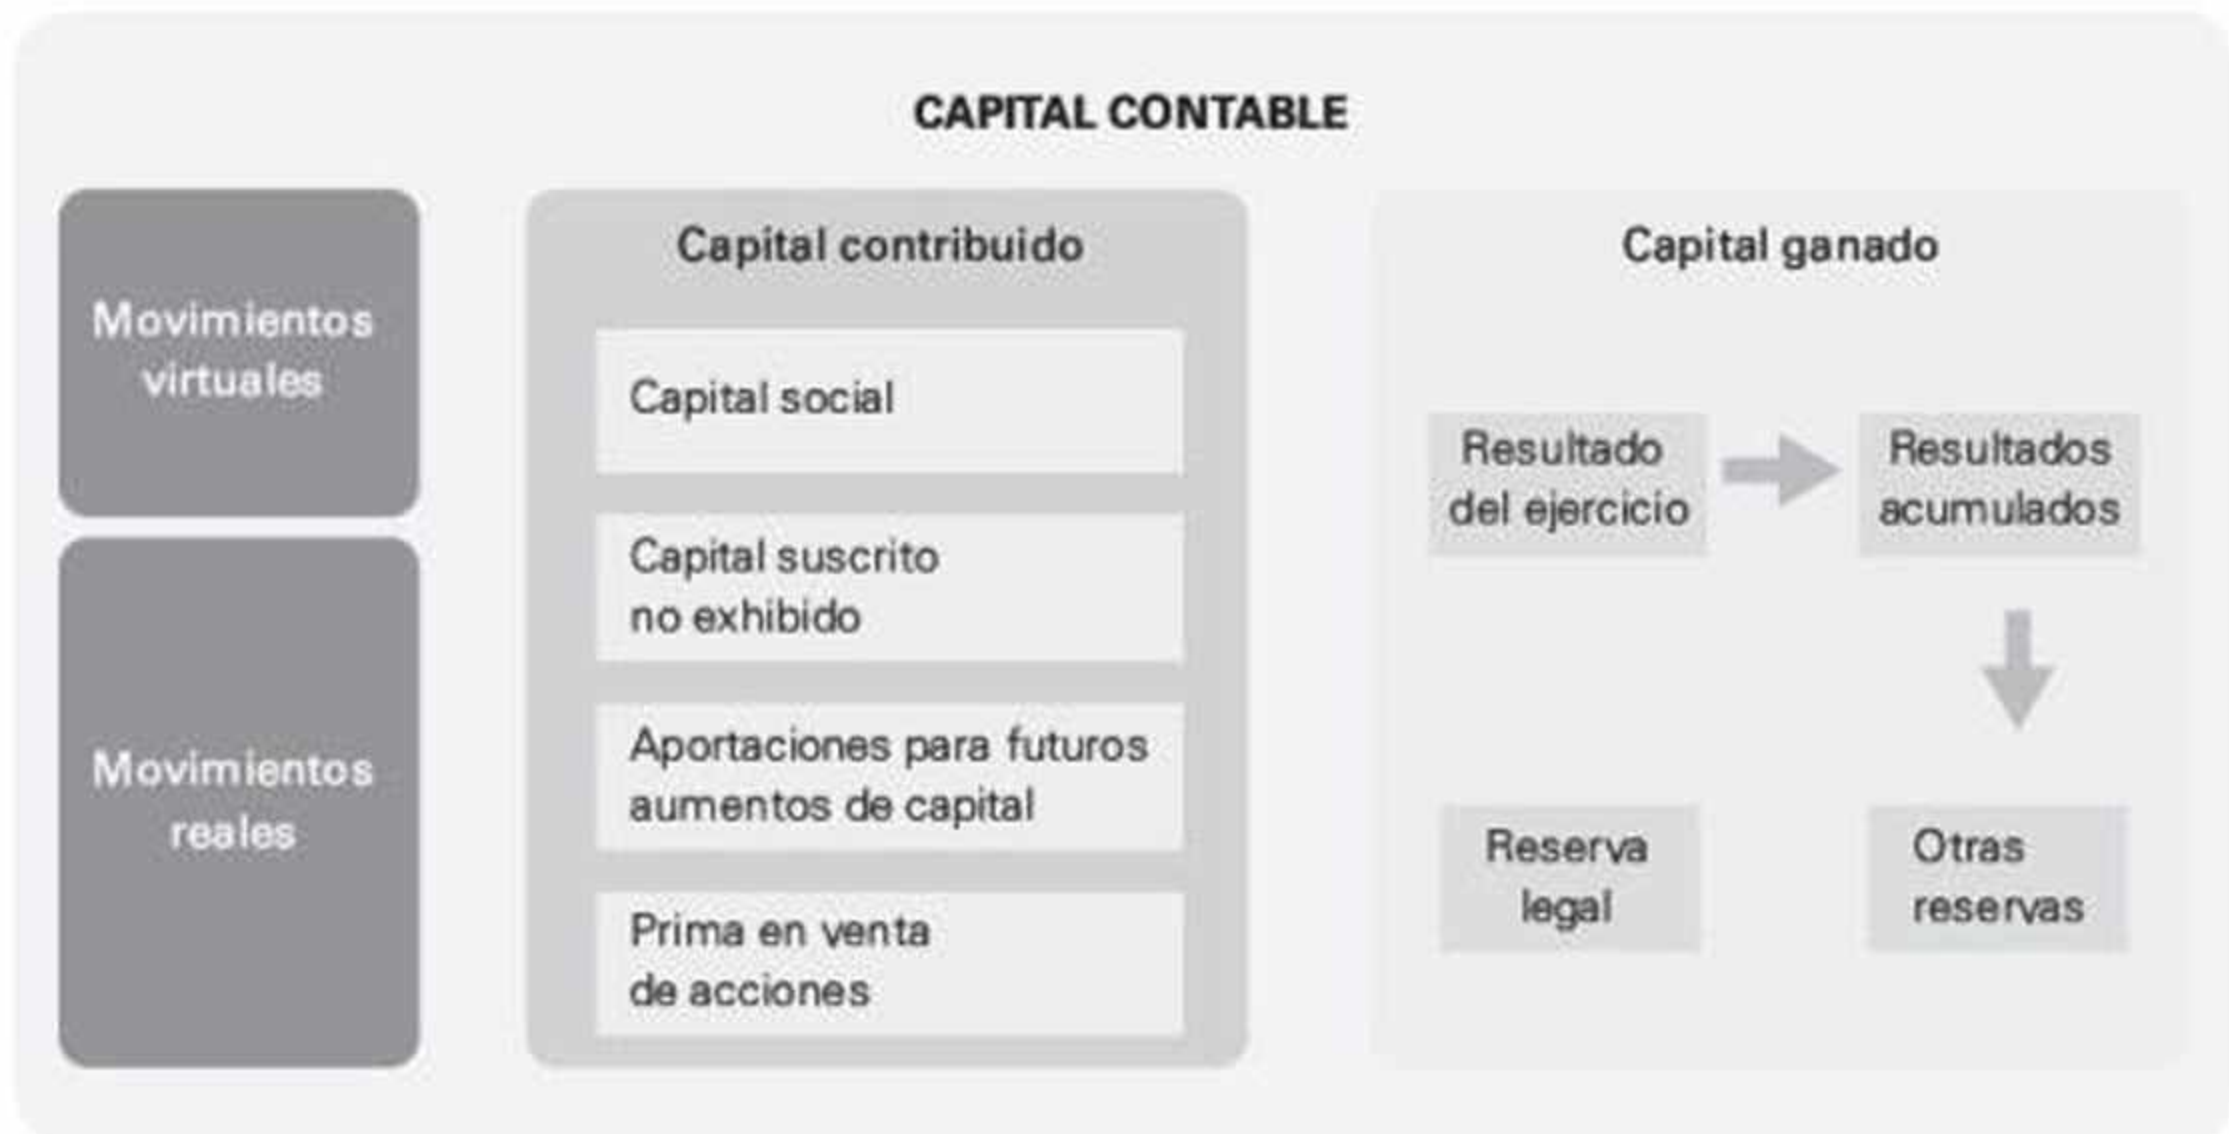 CAPITAL CONTABLE
Movimientos
virtuales
Movimientos
reales
Capital contribuido
Capital social
Capital suscrito
no exhibido
Aportaciones para futuros
aumentos de capital
Prima en venta
de acciones
Capital ganado
Resultado
del ejercicio
Resultados
acumulados
Reserva
legal
Otras
reservas